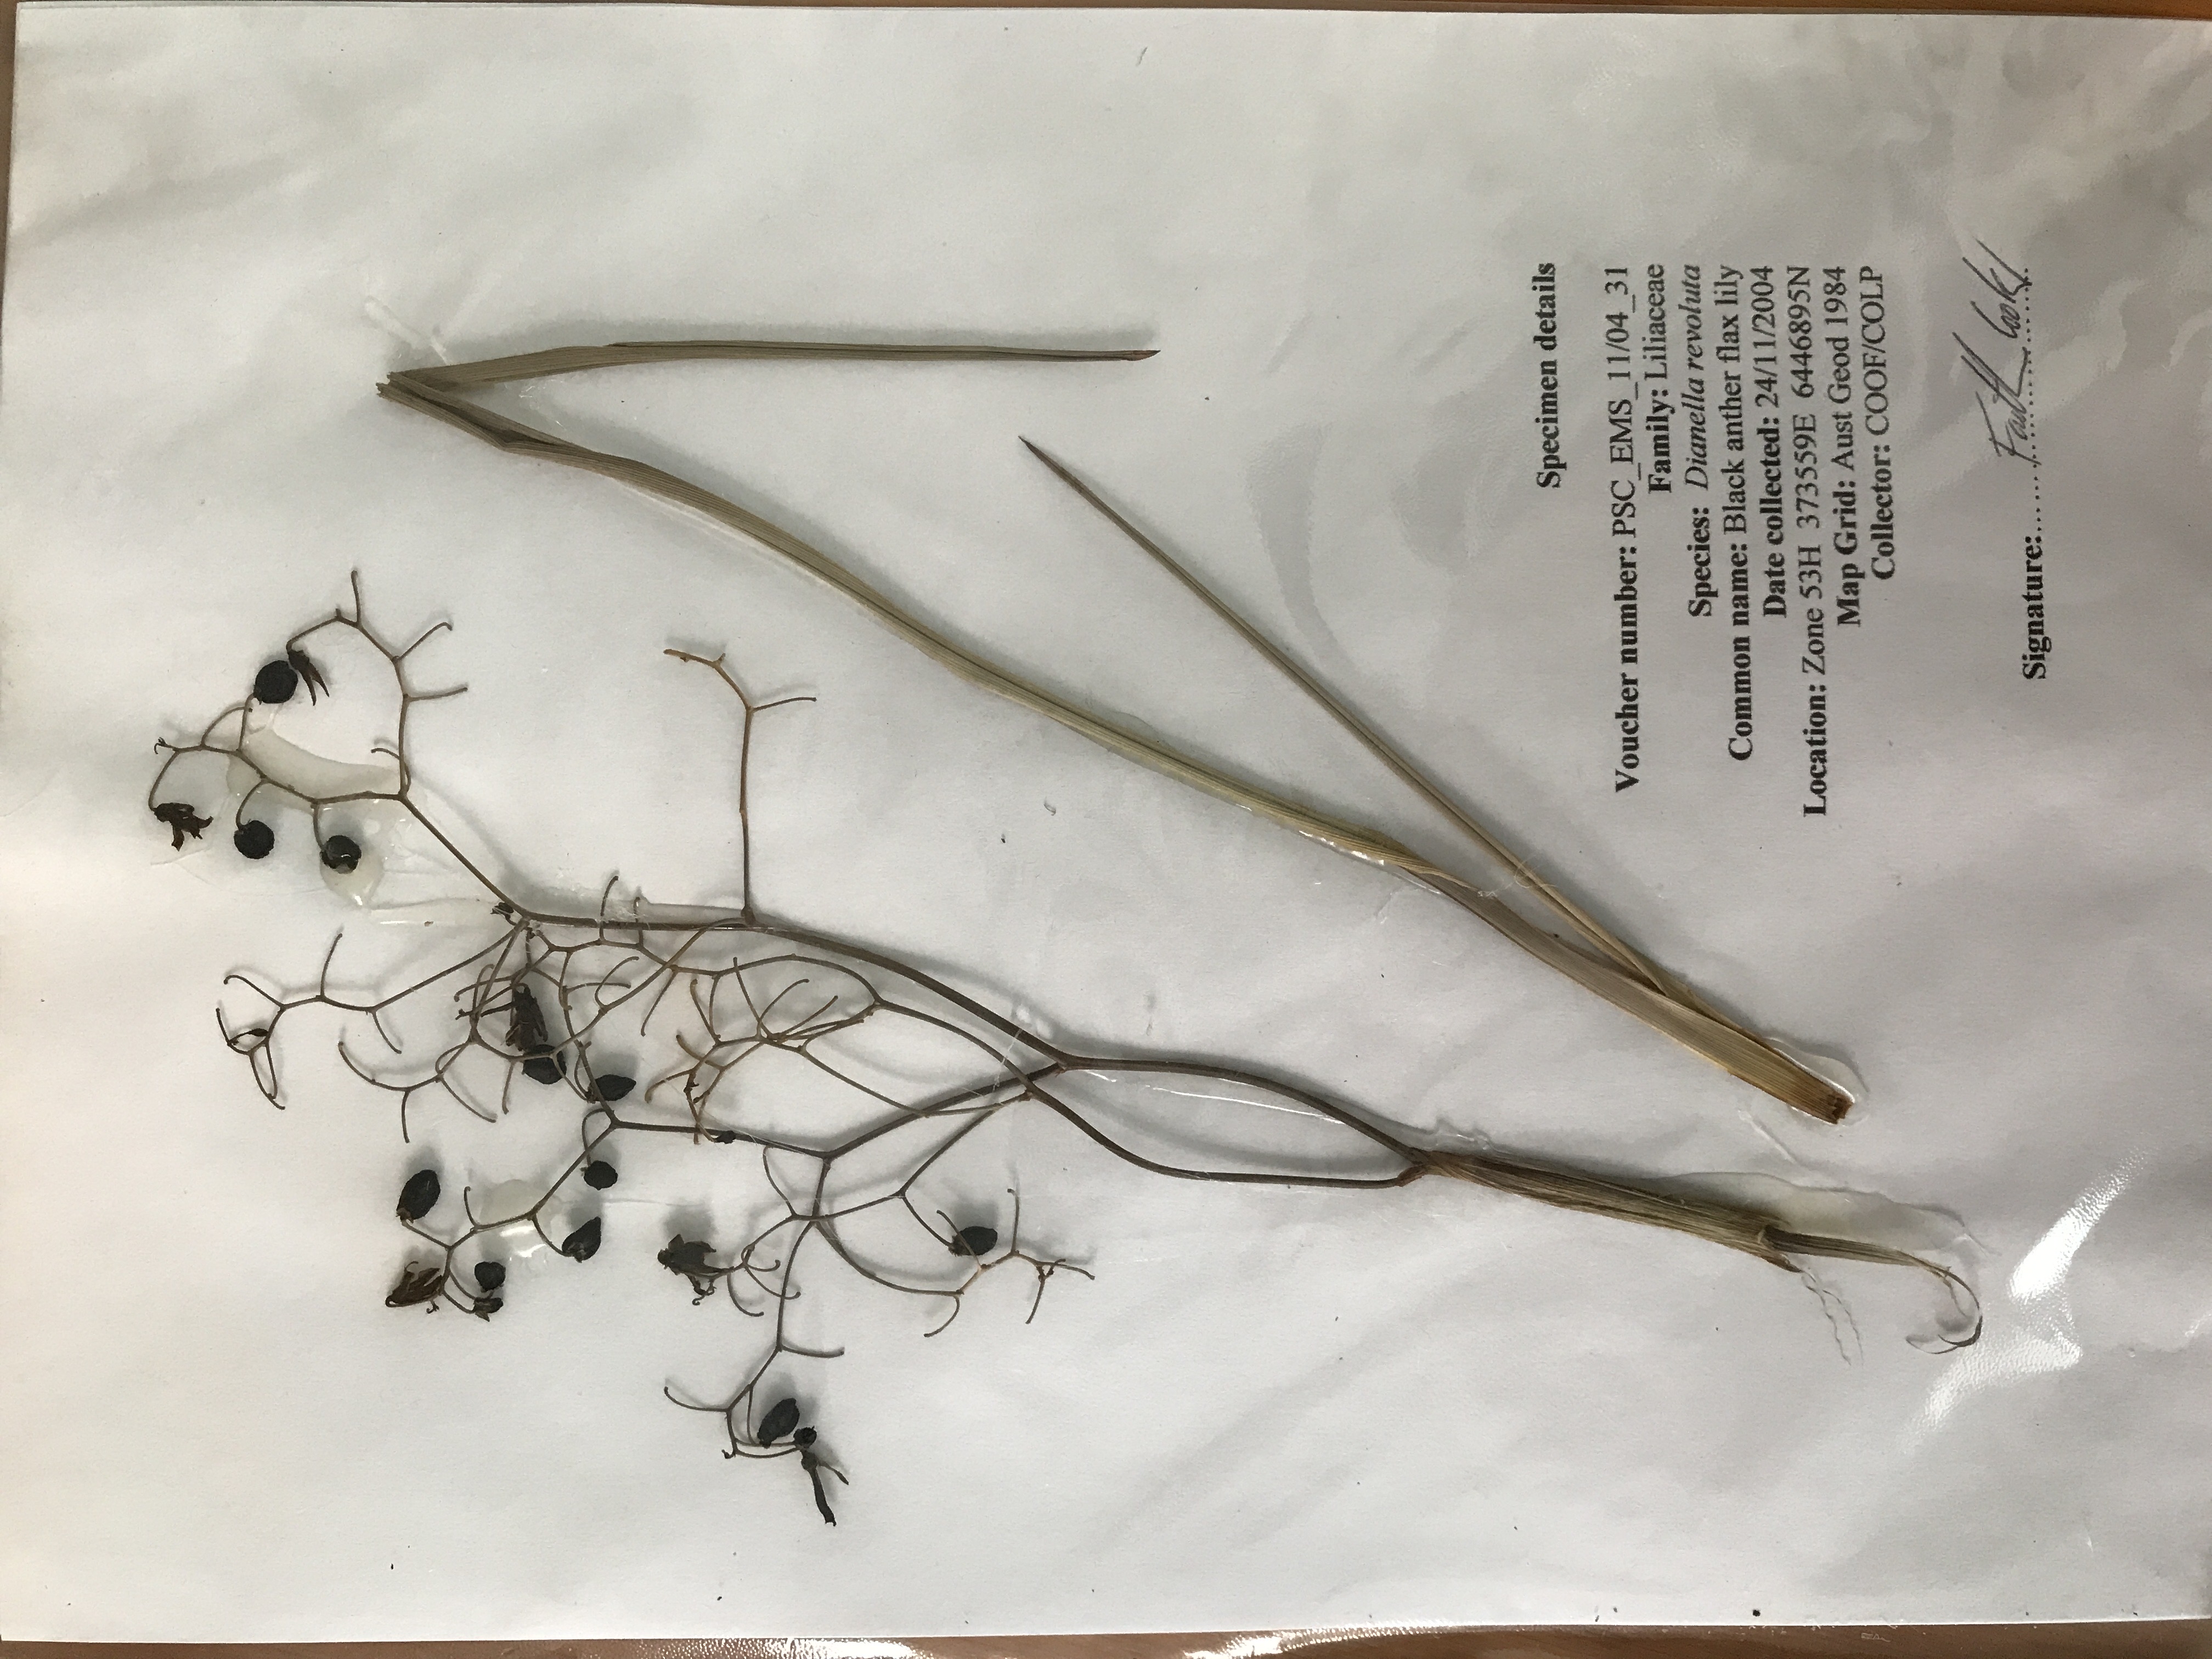 Specimen details
Voucher number: PSC_EMS_11/04_31
Family: Liliaceae
Species: Dianella revoluta
Common name: Black anther flax lily
Date collected: 24/11/2004
Location: Zone 53H 373559E 6446895N
Map Grid: Aust Geod 1984
Collector: COOF/COLP
Signature:........................ Faith